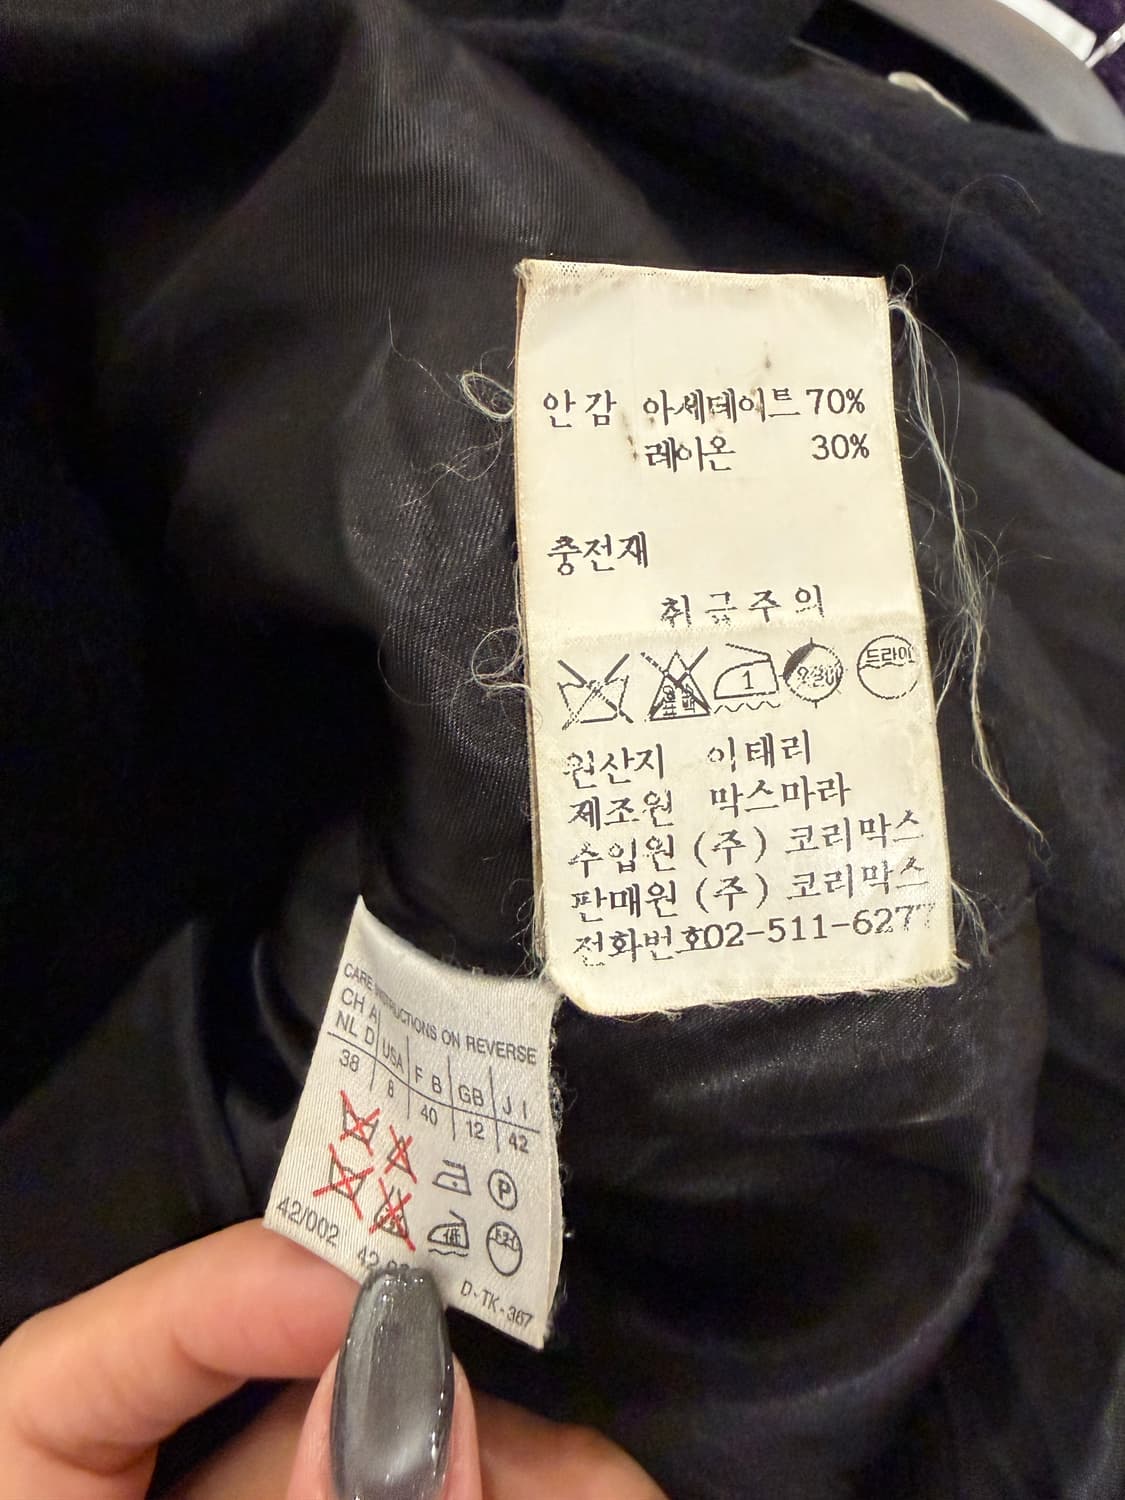 안감 아세테이트 70%
레이온 30%
충전재
취급주의
1
드라이
원산지 이태리
제조원 막스마라
수입원 (주) 코리막스
판매원 (주) 코리막스
전화번호02-511-6277
CARE INSTRUCTIONS ON REVERSE
CH A
NL D USA F B GB J I
38 8 40 12 42
P
低
42/002 42
D-TK-367